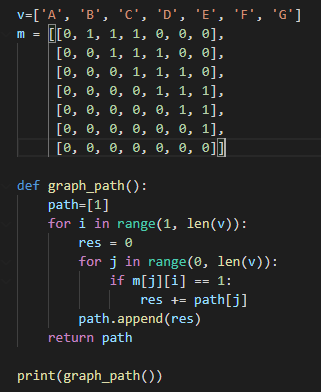 v=['A', 'B', 'C', 'D', 'E', 'F', 'G']
m = [[0, 1, 1, 1, 0, 0, 0],
     [0, 0, 1, 1, 1, 0, 0],
     [0, 0, 0, 1, 1, 1, 0],
     [0, 0, 0, 0, 1, 1, 1],
     [0, 0, 0, 0, 0, 1, 1],
     [0, 0, 0, 0, 0, 0, 1],
     [0, 0, 0, 0, 0, 0, 0]]

def graph_path():
    path=[1]
    for i in range(1, len(v)):
        res = 0
        for j in range(0, len(v)):
            if m[j][i] == 1:
                res += path[j]
        path.append(res)
    return path

print(graph_path())